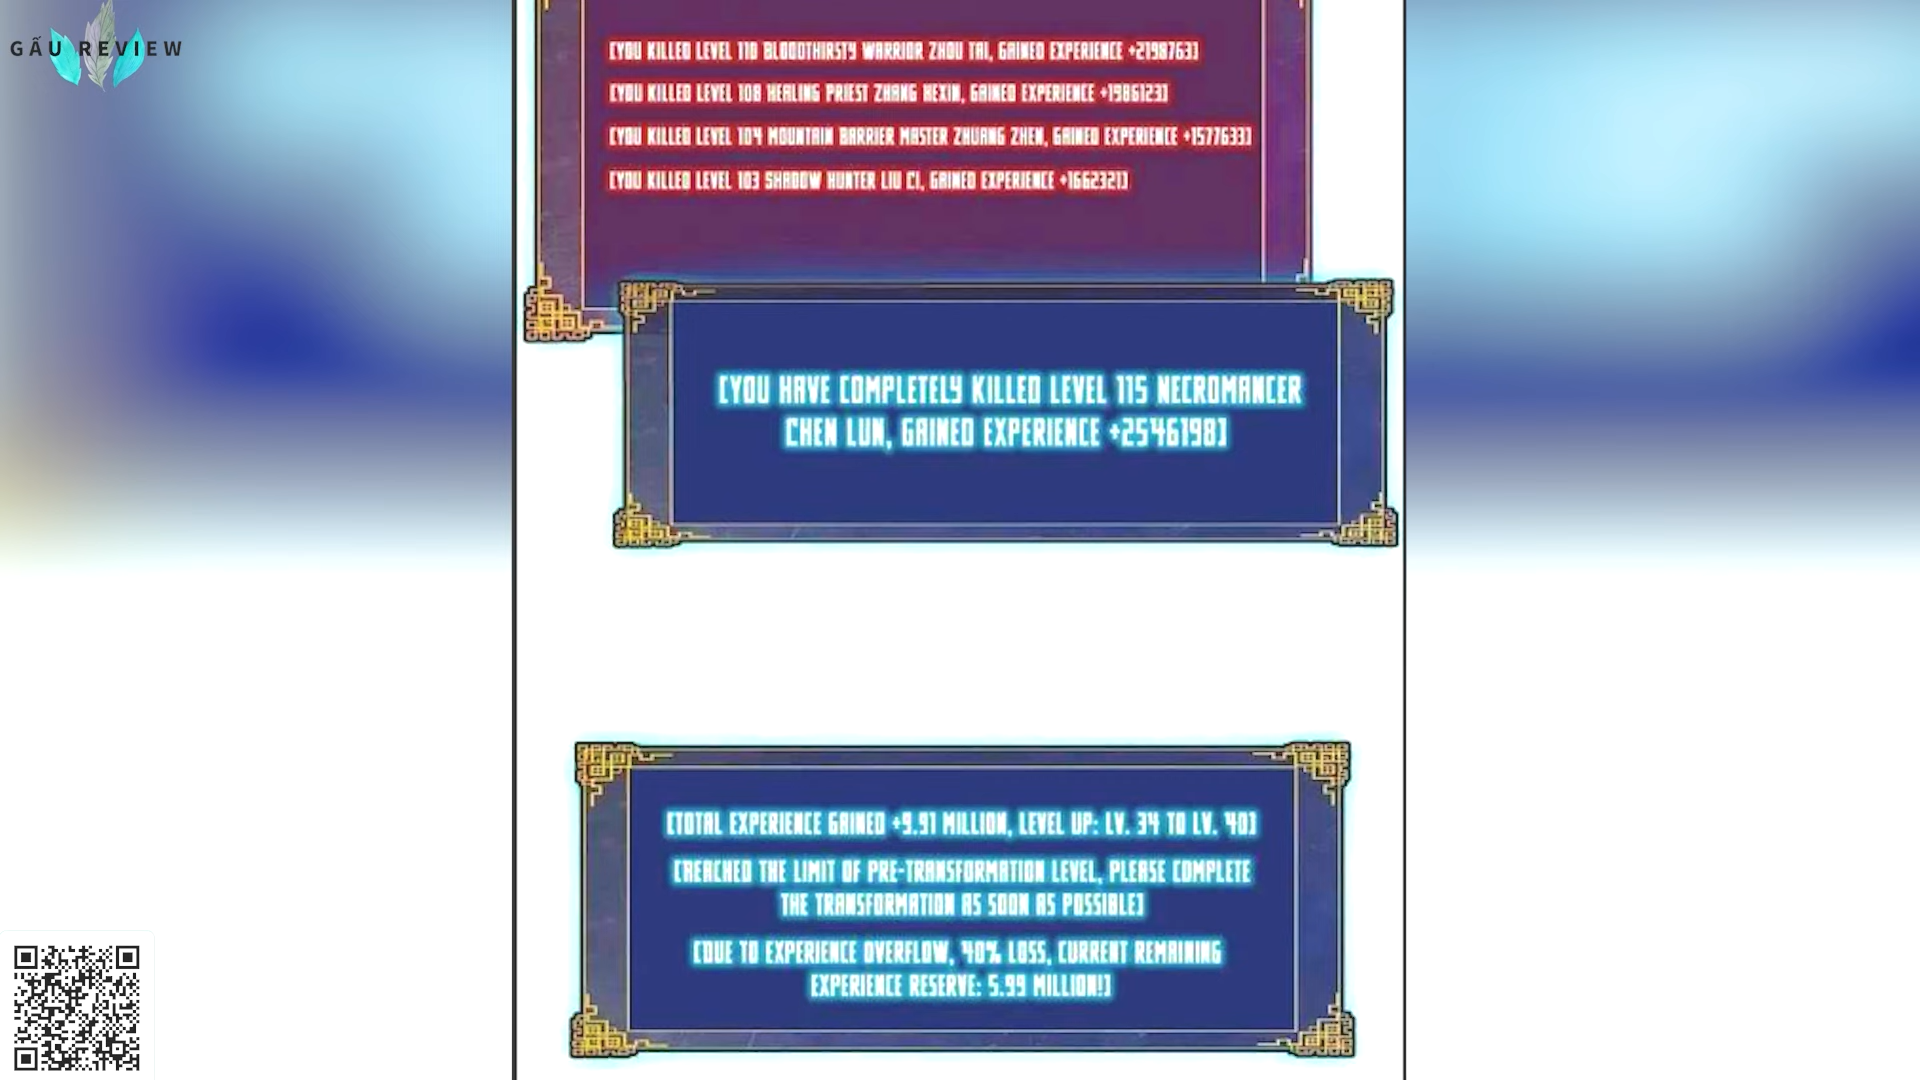 GẤU REVIEW
[YOU KILLED LEVEL 110 BLOODTHIRSTY WARRIOR ZHOU TAI, GAINED EXPERIENCE +2198763]
[YOU KILLED LEVEL 108 HEALING PRIEST ZHANG HEXIN, GAINED EXPERIENCE +1986123]
[YOU KILLED LEVEL 104 MOUNTAIN BARRIER MASTER ZHUANG ZHEN, GAINED EXPERIENCE +1577633]
[YOU KILLED LEVEL 103 SHADOW HUNTER LIU CI, GAINED EXPERIENCE +1662321]
[YOU HAVE COMPLETELY KILLED LEVEL 115 NECROMANCER
CHEN LUN, GAINED EXPERIENCE +2546198]
[TOTAL EXPERIENCE GAINED +9.91 MILLION, LEVEL UP: LV. 34 TO LV. 40]
[REACHED THE LIMIT OF PRE-TRANSFORMATION LEVEL, PLEASE COMPLETE
THE TRANSFORMATION AS SOON AS POSSIBLE]
[DUE TO EXPERIENCE OVERFLOW, 40% LOSS, CURRENT REMAINING
EXPERIENCE RESERVE: 5.99 MILLION!]